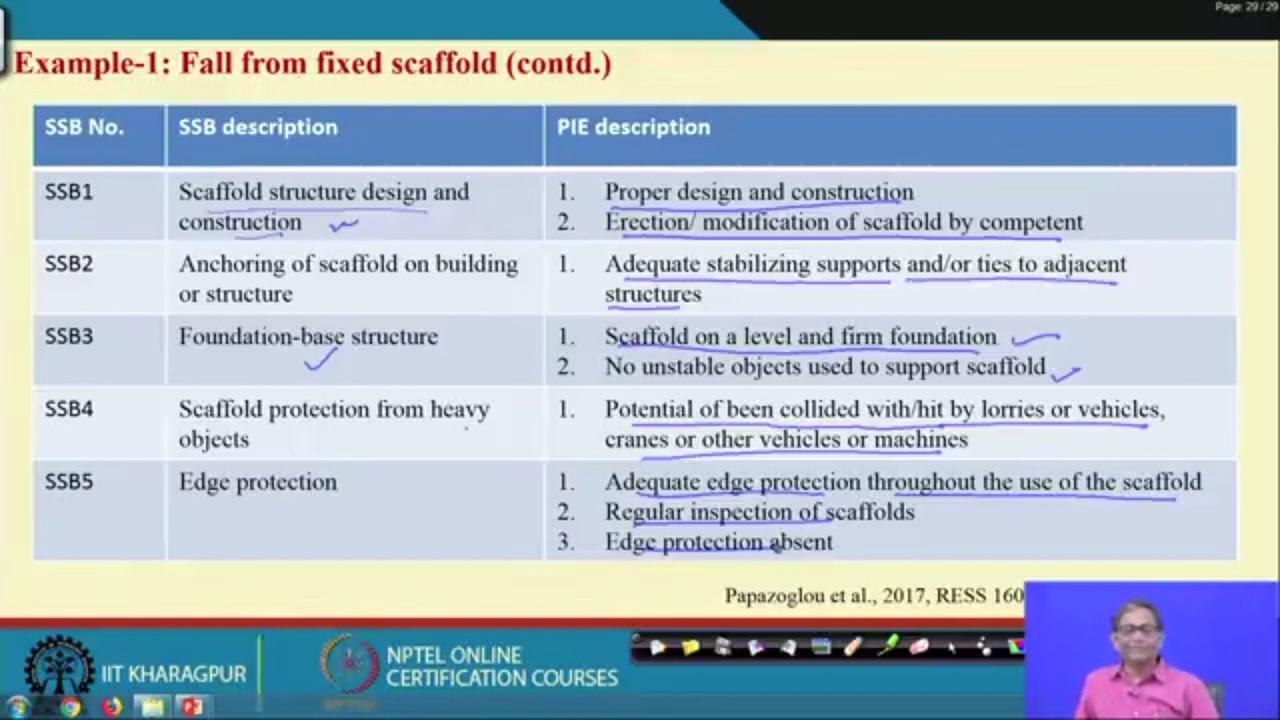 Page: 29 / 29
Example-1: Fall from fixed scaffold (contd.)
SSB No. SSB description PIE description
SSB1 Scaffold structure design and construction 1. Proper design and construction
2. Erection/ modification of scaffold by competent
SSB2 Anchoring of scaffold on building or structure 1. Adequate stabilizing supports and/or ties to adjacent
structures
SSB3 Foundation-base structure 1. Scaffold on a level and firm foundation
2. No unstable objects used to support scaffold
SSB4 Scaffold protection from heavy objects 1. Potential of been collided with/hit by lorries or vehicles,
cranes or other vehicles or machines
SSB5 Edge protection 1. Adequate edge protection throughout the use of the scaffold
2. Regular inspection of scaffolds
3. Edge protection absent
Papazoglou et al., 2017, RESS 160
IIT KHARAGPUR
NPTEL ONLINE
CERTIFICATION COURSES